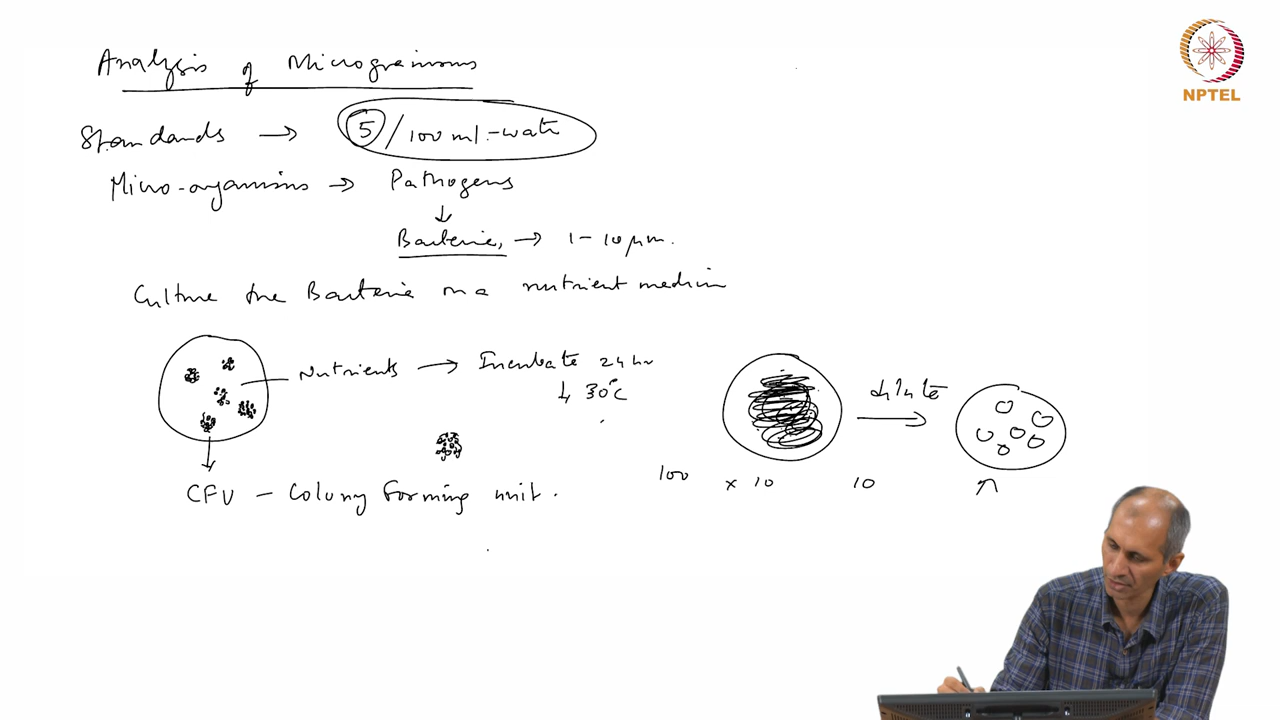 Analysis of Microgranisms
NPTEL
Standards → 5/100 ml-water
Micro-organisms → Pathogens
↓
Bacteria, → 1-10 µm.
Culture the Bacteria on a nutrient medium
Nutrients → Incubate 24 hr
↳ 30°C
dilute
CFU - Colony forming unit.
100 x 10 10